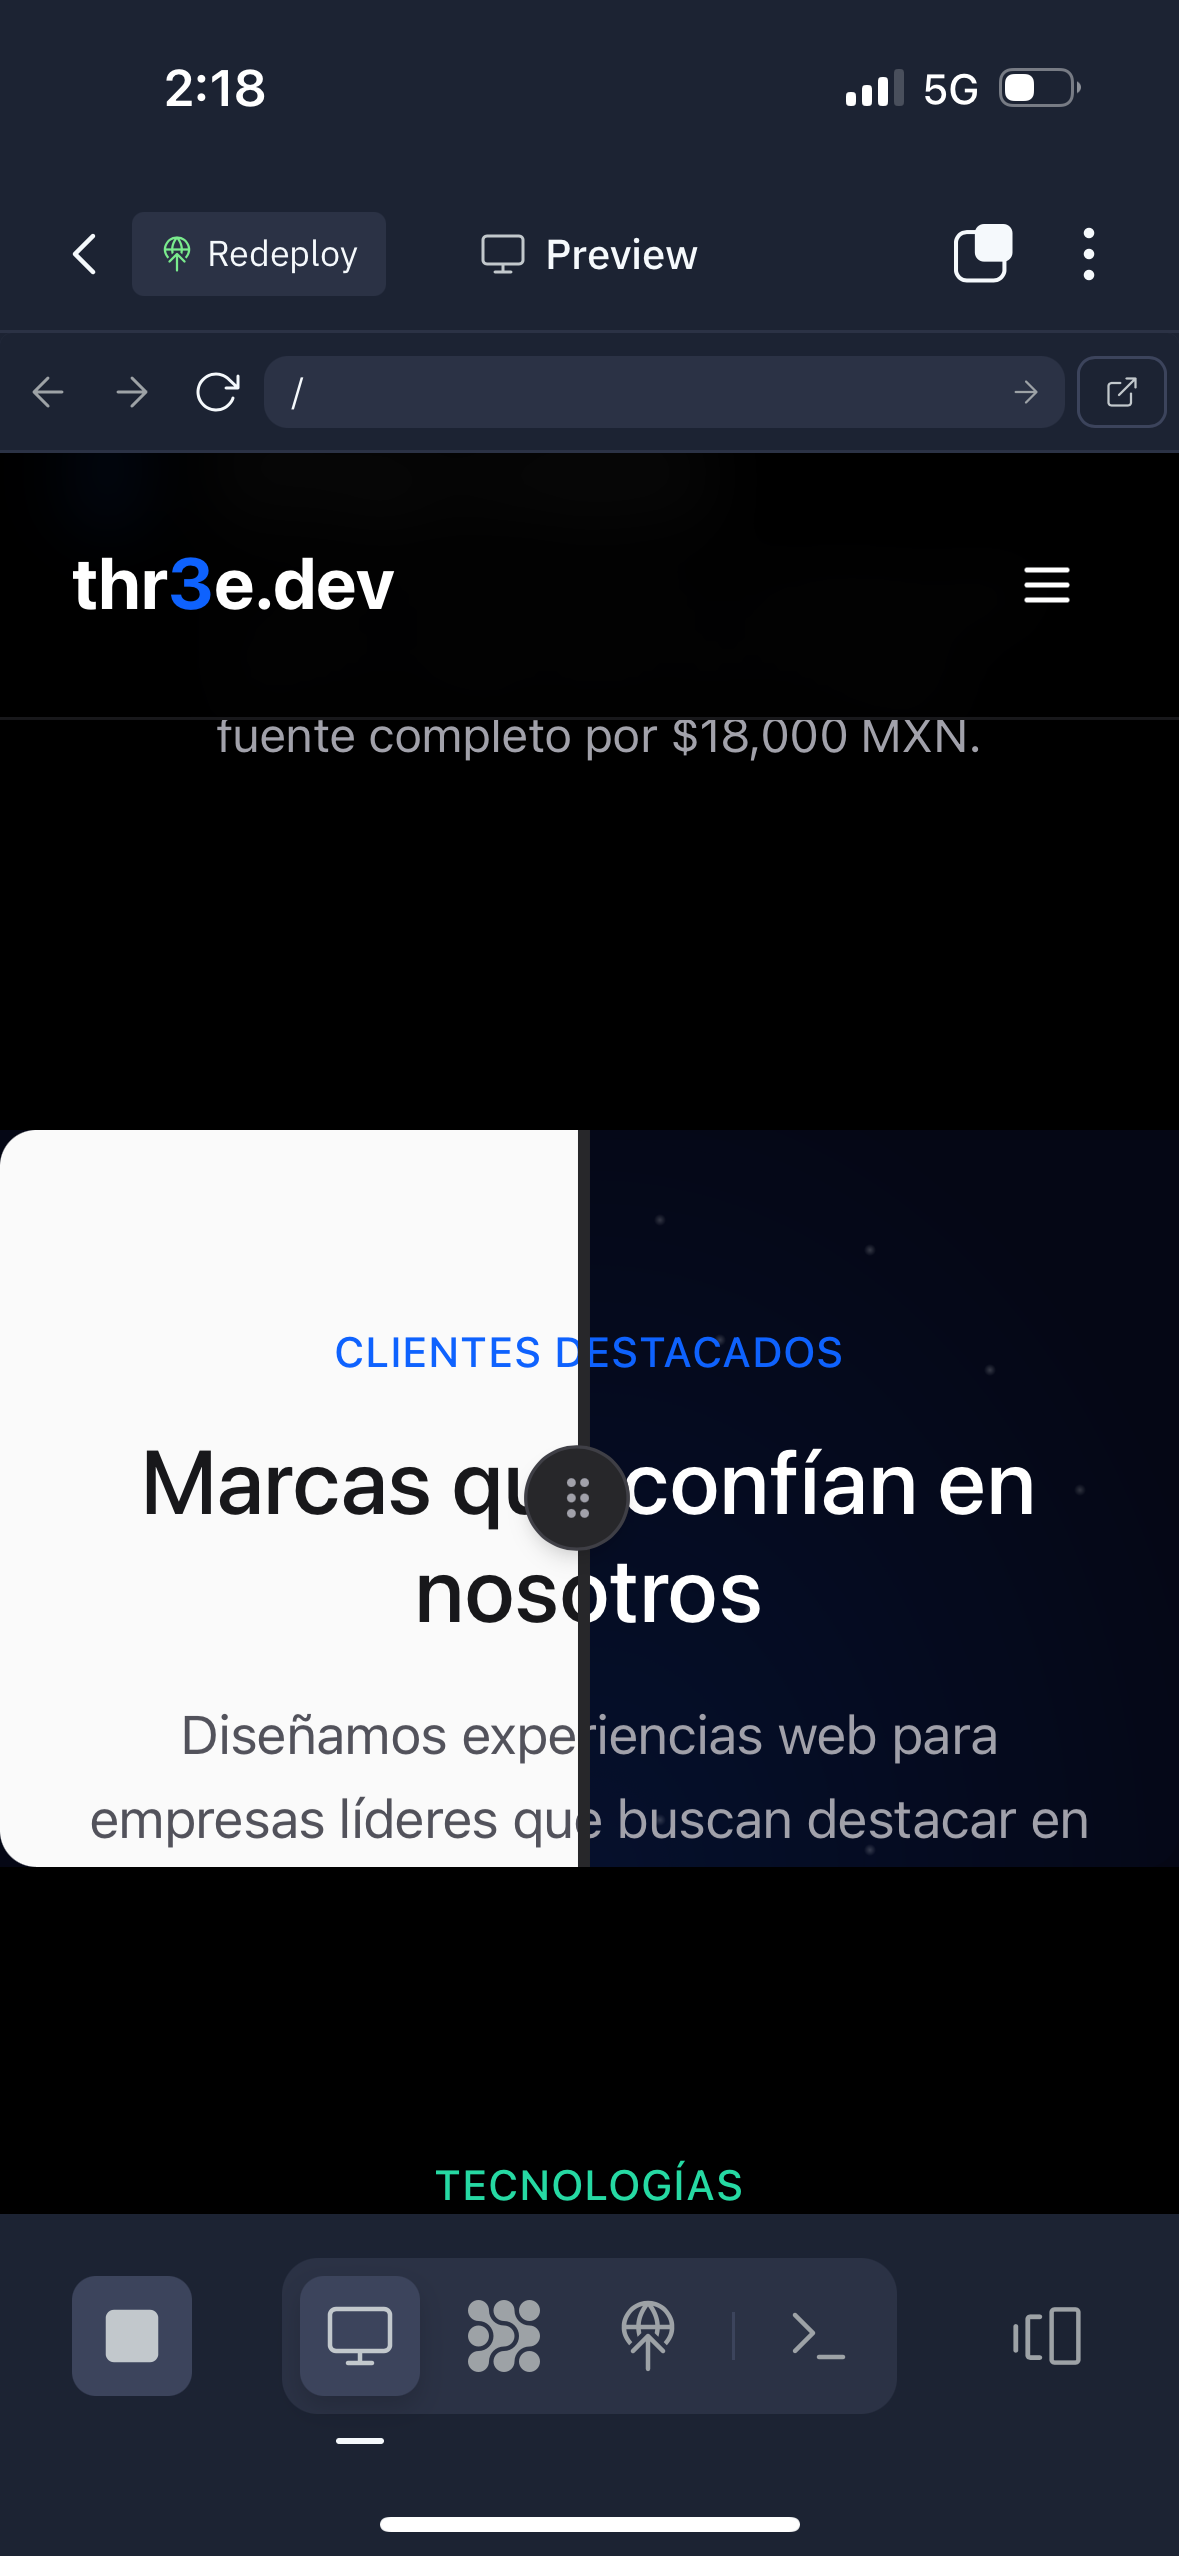 2:18
5G
Redeploy
Preview
/
thr3e.dev
fuente completo por $18,000 MXN.
CLIENTES DESTACADOS
Marcas qu confían en
nosotros
Diseñamos experiencias web para
empresas líderes que buscan destacar en
TECNOLOGÍAS